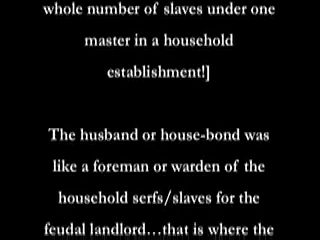 whole number of slaves under one
master in a household
establishment!]
The husband or house-bond was
like a foreman or warden of the
household serfs/slaves for the
feudal landlord…that is where the